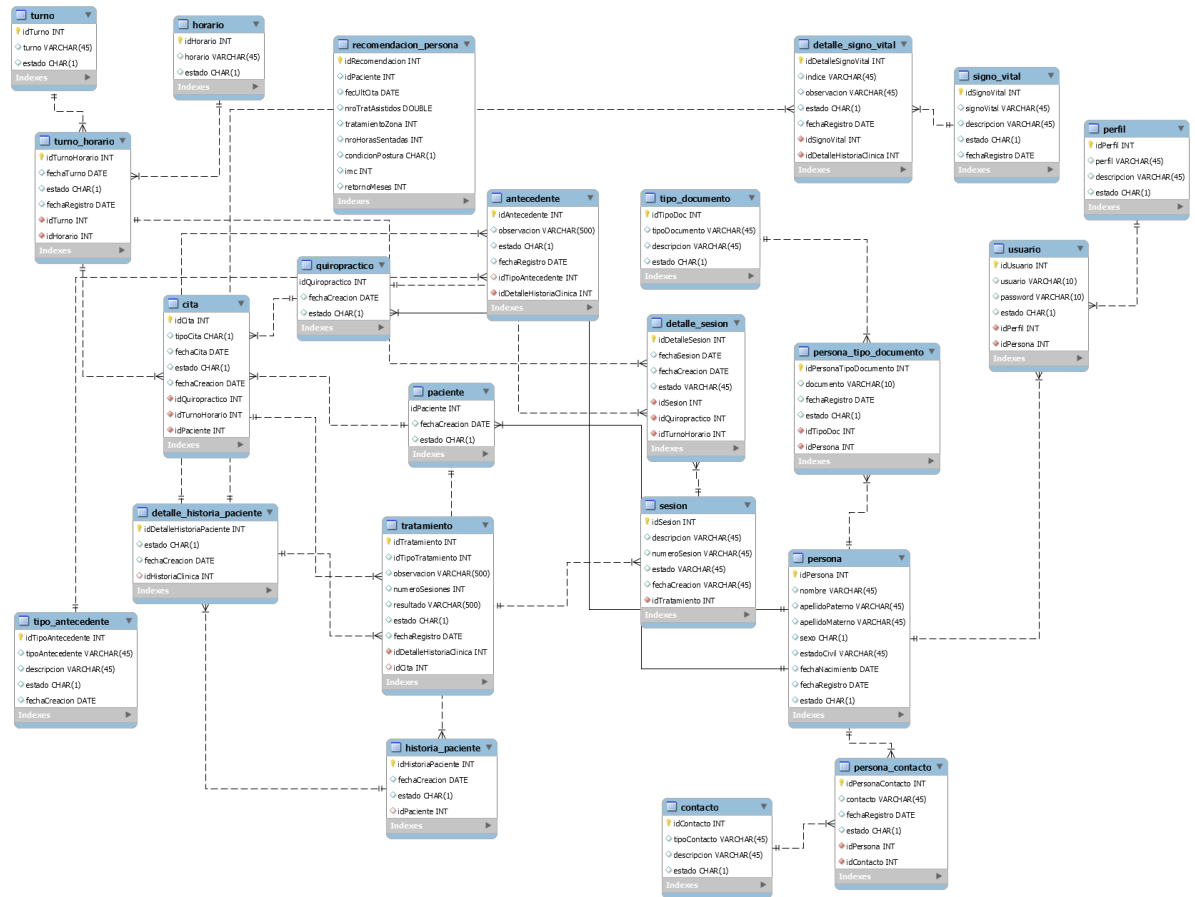 turno
idTurno INT
turno VARCHAR(45)
estado CHAR(1)
Indexes
horario
idHorario INT
horario VARCHAR(45)
estado CHAR(1)
Indexes
recomendacion_persona
idRecomendacion INT
idPaciente INT
fecUltCita DATE
nroTratAsistidos DOUBLE
tratamientoZona INT
nroHorasSentadas INT
condicionPostura CHAR(1)
imc INT
retornoMeses INT
Indexes
detalle_signo_vital
idDetalleSignoVital INT
indice VARCHAR(45)
observacion VARCHAR(45)
estado CHAR(1)
fechaRegistro DATE
idSignoVital INT
idDetalleHistoriaClinica INT
Indexes
signo_vital
idSignoVital INT
signoVital VARCHAR(45)
descripcion VARCHAR(45)
estado CHAR(1)
fechaRegistro DATE
Indexes
perfil
idPerfil INT
perfil VARCHAR(45)
descripcion VARCHAR(45)
estado CHAR(1)
Indexes
turno_horario
idTurnoHorario INT
fechaTurno DATE
estado CHAR(1)
fechaRegistro DATE
idTurno INT
idHorario INT
Indexes
antecedente
idAntecedente INT
observacion VARCHAR(500)
estado CHAR(1)
fechaRegistro DATE
idTipoAntecedente INT
idDetalleHistoriaClinica INT
Indexes
tipo_documento
idTipoDoc INT
tipoDocumento VARCHAR(45)
descripcion VARCHAR(45)
estado CHAR(1)
Indexes
usuario
idUsuario INT
usuario VARCHAR(10)
password VARCHAR(10)
estado CHAR(1)
idPerfil INT
idPersona INT
Indexes
quiropractico
idQuiropractico INT
fechaCreacion DATE
estado CHAR(1)
Indexes
cita
idCita INT
tipoCita CHAR(1)
fechaCita DATE
estado CHAR(1)
fechaCreacion DATE
idQuiropractico INT
idTurnoHorario INT
idPaciente INT
Indexes
detalle_sesion
idDetalleSesion INT
fechaSesion DATE
fechaCreacion DATE
estado VARCHAR(45)
idSesion INT
idQuiropractico INT
idTurnoHorario INT
Indexes
persona_tipo_documento
idPersonaTipoDocumento INT
documento VARCHAR(10)
fechaRegistro DATE
estado CHAR(1)
idTipoDoc INT
idPersona INT
Indexes
paciente
idPaciente INT
fechaCreacion DATE
estado CHAR(1)
Indexes
detalle_historia_paciente
idDetalleHistoriaPaciente INT
estado CHAR(1)
fechaCreacion DATE
idHistoriaClinica INT
Indexes
tratamiento
idTratamiento INT
idTipoTratamiento INT
observacion VARCHAR(500)
numeroSesiones INT
resultado VARCHAR(500)
estado CHAR(1)
fechaRegistro DATE
idDetalleHistoriaClinica INT
idCita INT
Indexes
sesion
idSesion INT
descripcion VARCHAR(45)
numeroSesion VARCHAR(45)
estado VARCHAR(45)
fechaCreacion VARCHAR(45)
idTratamiento INT
Indexes
persona
idPersona INT
nombre VARCHAR(45)
apellidoPaterno VARCHAR(45)
apellidoMaterno VARCHAR(45)
sexo CHAR(1)
estadoCivil VARCHAR(45)
fechaNacimiento DATE
fechaRegistro DATE
estado CHAR(1)
Indexes
tipo_antecedente
idTipoAntecedente INT
tipoAntecedente VARCHAR(45)
descripcion VARCHAR(45)
estado CHAR(1)
fechaCreacion DATE
Indexes
historia_paciente
idHistoriaPaciente INT
fechaCreacion DATE
estado CHAR(1)
idPaciente INT
Indexes
contacto
idContacto INT
tipoContacto VARCHAR(45)
descripcion VARCHAR(45)
estado CHAR(1)
Indexes
persona_contacto
idPersonaContacto INT
contacto VARCHAR(45)
fechaRegistro DATE
estado CHAR(1)
idPersona INT
idContacto INT
Indexes